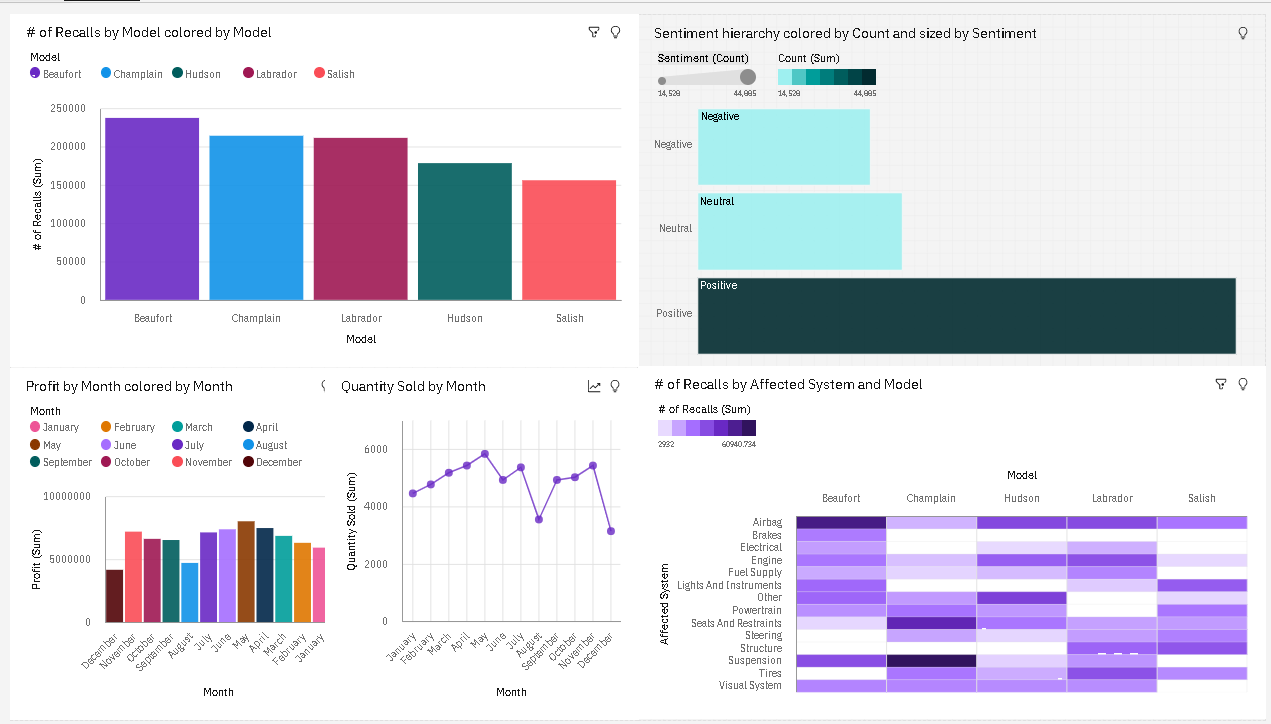 # of Recalls by Model colored by Model
Model
Beaufort Champlain Hudson Labrador Salish
250000
200000
150000
100000
50000
0
# of Recalls (Sum)
Beaufort Champlain Labrador Hudson Salish
Model
Sentiment hierarchy colored by Count and sized by Sentiment
Sentiment (Count) Count (Sum)
14,520 44,985 14,520 44,985
Negative Negative
Neutral Neutral
Positive Positive
Profit by Month colored by Month
Month
January February March April
May June July August
September October November December
10000000
5000000
0
Profit (Sum)
December November October September August July June May April March February January
Month
Quantity Sold by Month
6000
4000
2000
0
Quantity Sold (Sum)
January February March April May June July August September October November December
Month
# of Recalls by Affected System and Model
# of Recalls (Sum)
2932 60940.734
Model
Beaufort Champlain Hudson Labrador Salish
Affected System
Airbag
Brakes
Electrical
Engine
Fuel Supply
Lights And Instruments
Other
Powertrain
Seats And Restraints
Steering
Structure
Suspension
Tires
Visual System